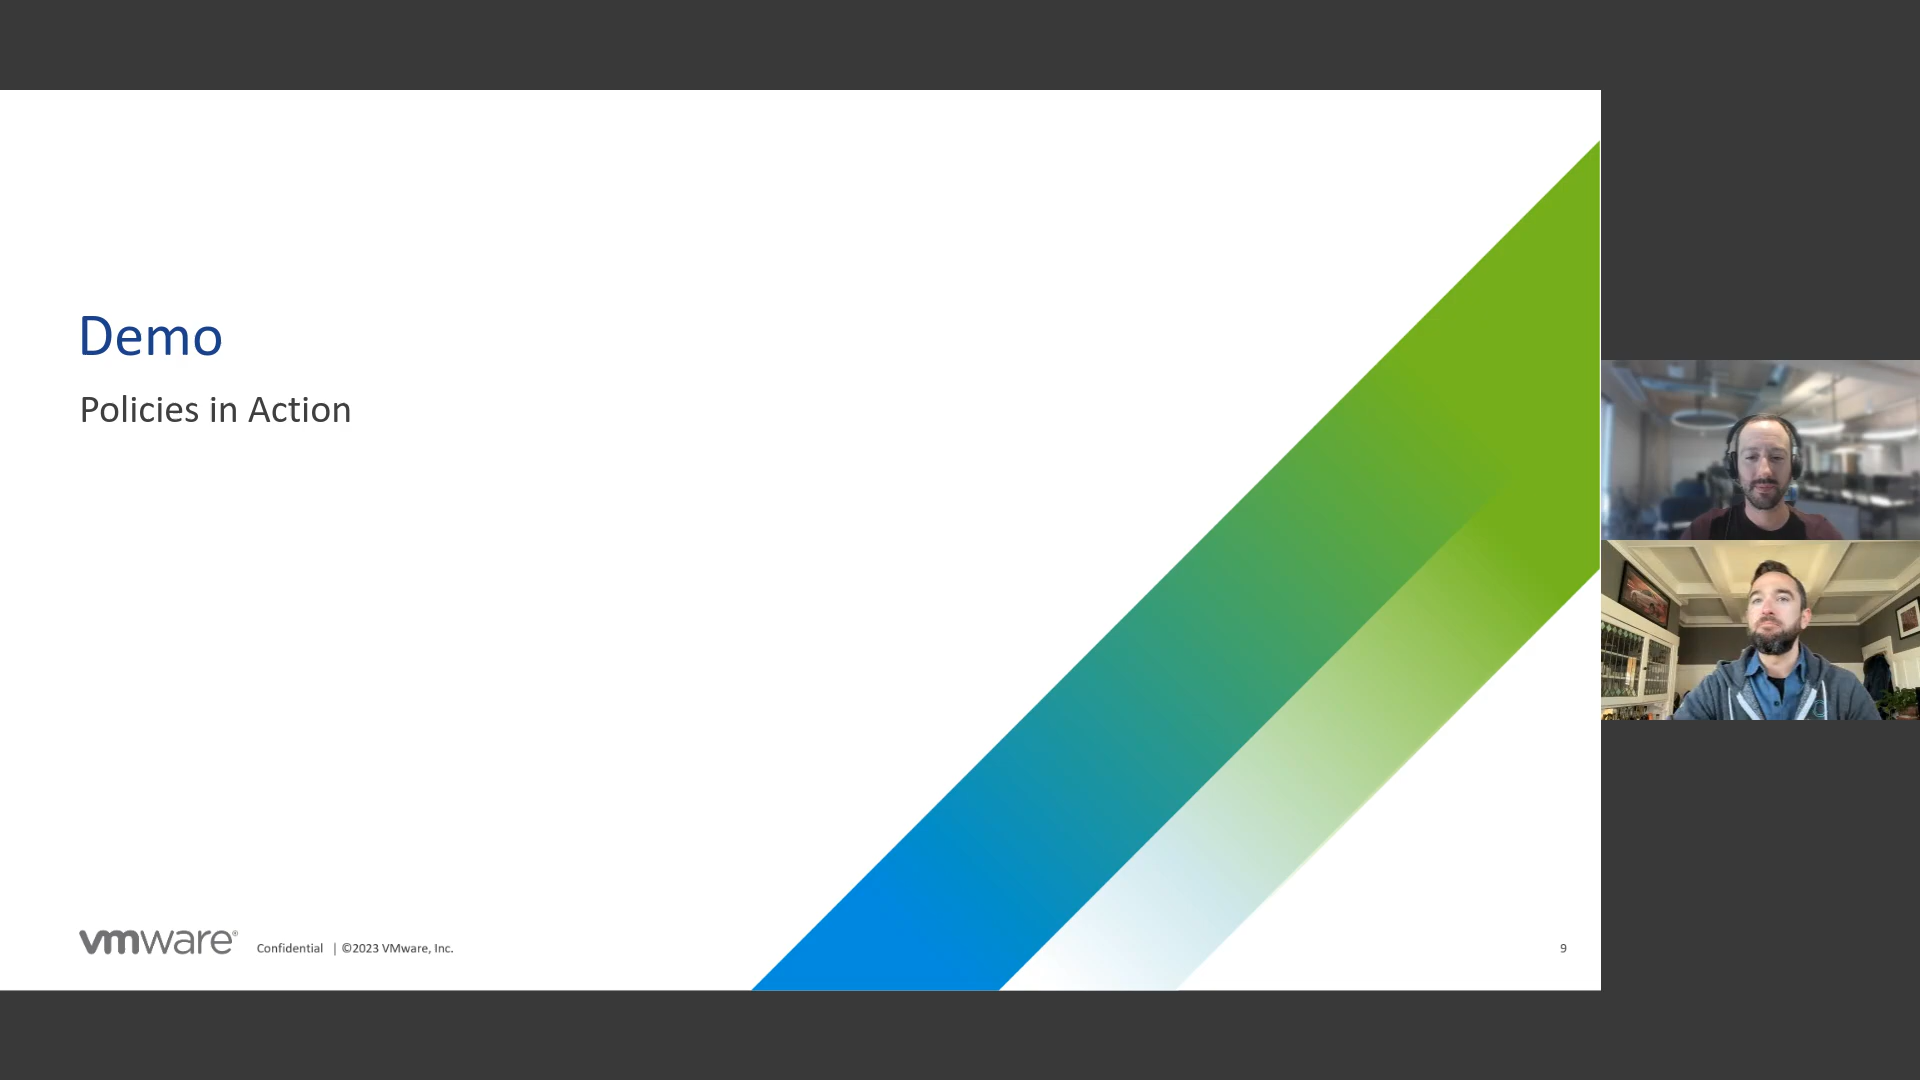 Demo
Policies in Action
vmware®
Confidential | ©2023 VMware, Inc.
9